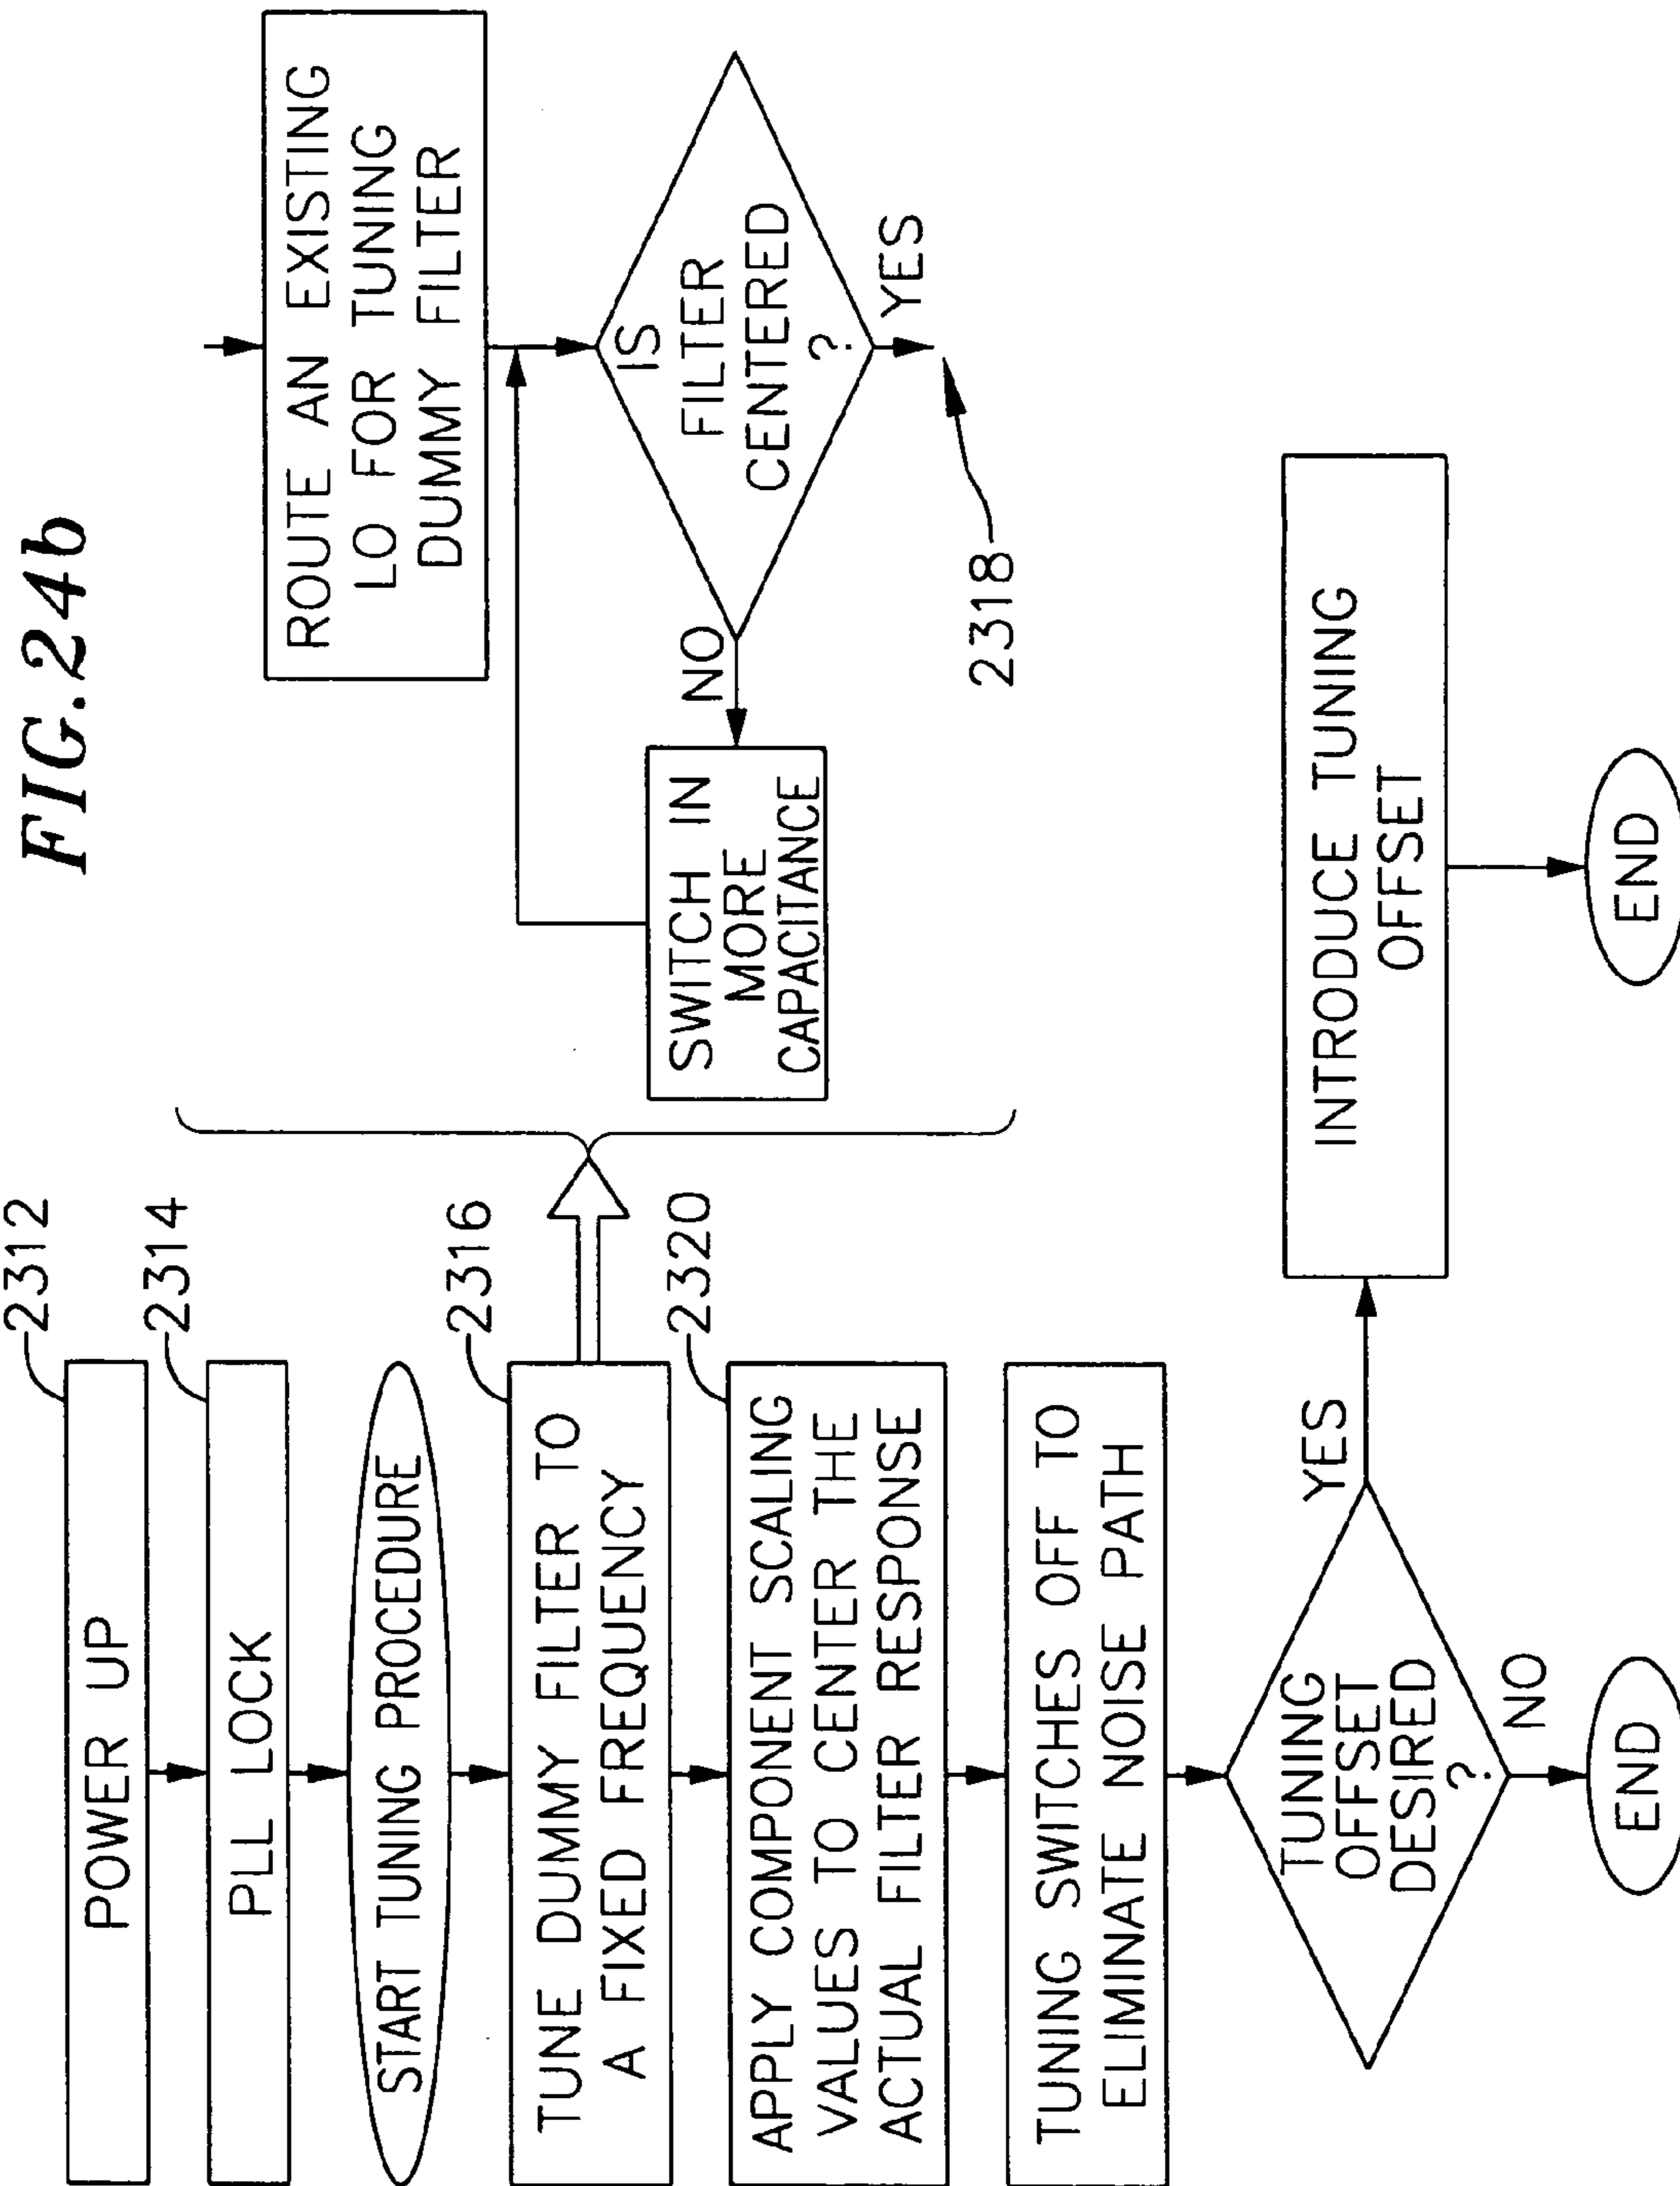 FIG.24b
POWER UP
2312
PLL LOCK
2314
START TUNING PROCEDURE
TUNE DUMMY FILTER TO
A FIXED FREQUENCY
2316
APPLY COMPONENT SCALING
VALUES TO CENTER THE
ACTUAL FILTER RESPONSE
2320
TUNING SWITCHES OFF TO
ELIMINATE NOISE PATH
TUNING
OFFSET
DESIRED
?
YES
NO
END
INTRODUCE TUNING
OFFSET
END
ROUTE AN EXISTING
LO FOR TUNING
DUMMY FILTER
IS
FILTER
CENTERED
?
NO
YES
SWITCH IN
MORE
CAPACITANCE
2318